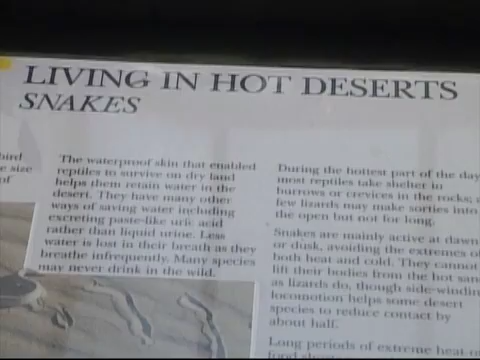 LIVING IN HOT DESERTS
SNAKES
bird
e size
of
The waterproof skin that enabled
reptiles to survive on dry land
helps them retain water in the
desert. They have many other
ways of saving water including
excreting paste-like uric acid
rather than liquid urine. Less
water is lost in their breath as they
breathe infrequently. Many species
may never drink in the wild.
During the hottest part of the day
most reptiles take shelter in
burrows or crevices in the rocks; a
few lizards may make sorties into
the open but not for long.
Snakes are mainly active at dawn
or dusk, avoiding the extremes of
both heat and cold. They cannot
lift their bodies from the hot sand
as lizards do, though side-winding
locomotion helps some desert
species to reduce contact by
about half.
Long periods of extreme heat or
food